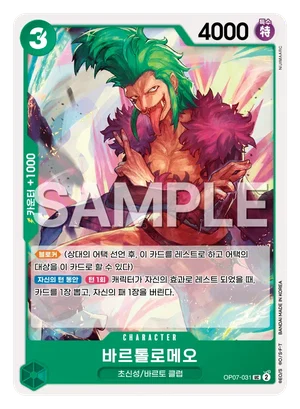 3
4000
특수
特
카운터 +1000
SAMPLE
블로커 (상대의 어택 선언 후, 이 카드를 레스트로 하고 어택의
대상을 이 카드로 할 수 있다)
자신의 턴 동안 턴 1회 캐릭터가 자신의 효과로 레스트 되었을 때,
카드를 1장 뽑고, 자신의 패 1장을 버린다.
CHARACTER
바르톨로메오
초신성/바르토 클럽
OP07-031 UC 2